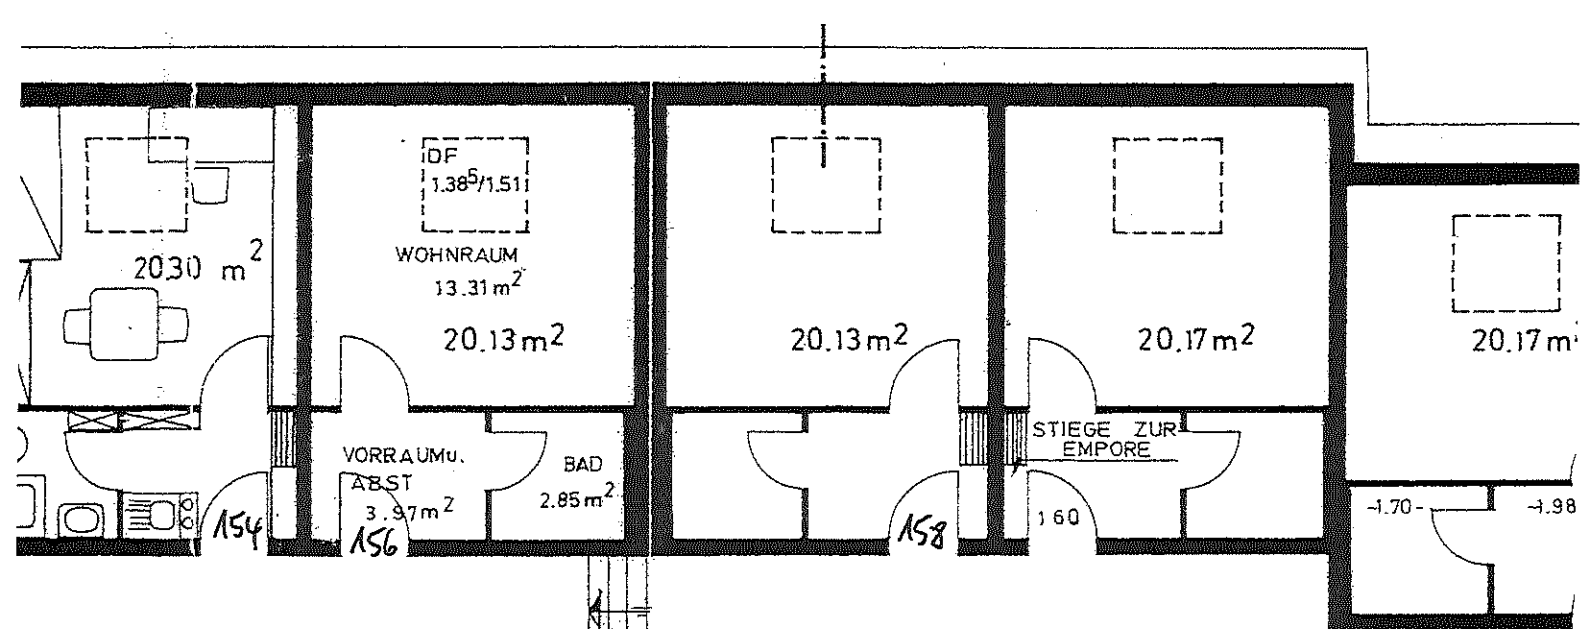 DF
1.38⁵/1.51
WOHNRAUM
13.31 m²
20.30 m²
20.13 m²
20.13 m²
20.17 m²
20.17 m²
VORRAUM u.
ABST
3.97 m²
BAD
2.85 m²
STIEGE ZUR
EMPORE
154
156
158
160
-1.70-
-1.98